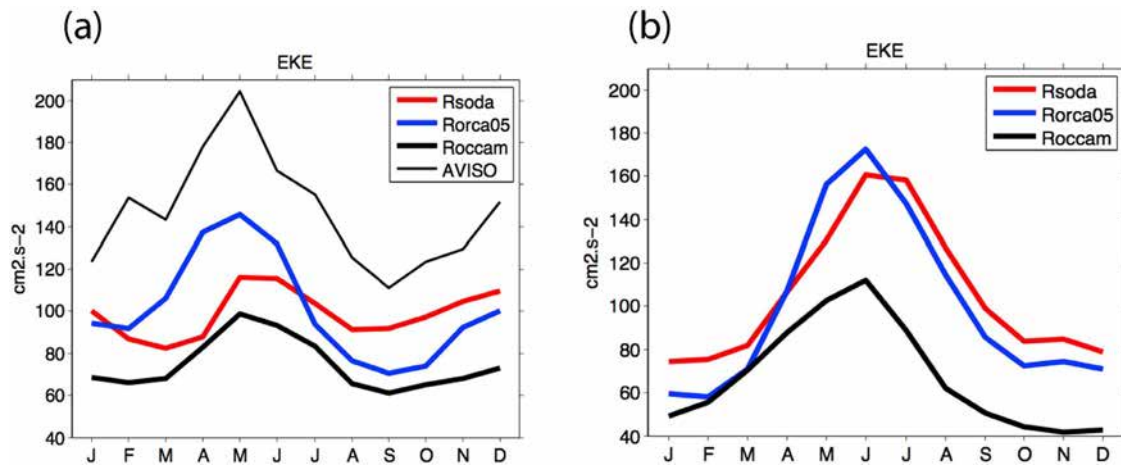 (a)
EKE
200
180
160
140
120
100
80
60
40
cm2.s-2
Rsoda
Rorca05
Roccam
AVISO
J F M A M J J A S O N D
(b)
EKE
200
180
160
140
120
100
80
60
40
cm2.s-2
Rsoda
Rorca05
Roccam
J F M A M J J A S O N D